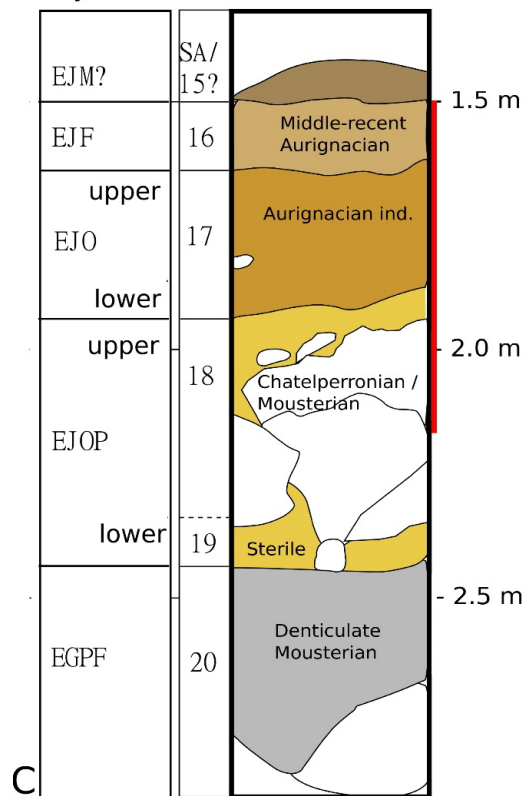 SA/
15?
EJM?
1.5 m
EJF
16
Middle-recent
Aurignacian
upper
EJO
17
Aurignacian ind.
lower
upper
2.0 m
18
Chatelperronian /
Mousterian
EJOP
lower
19
Sterile
2.5 m
EGPF
20
Denticulate
Mousterian
C